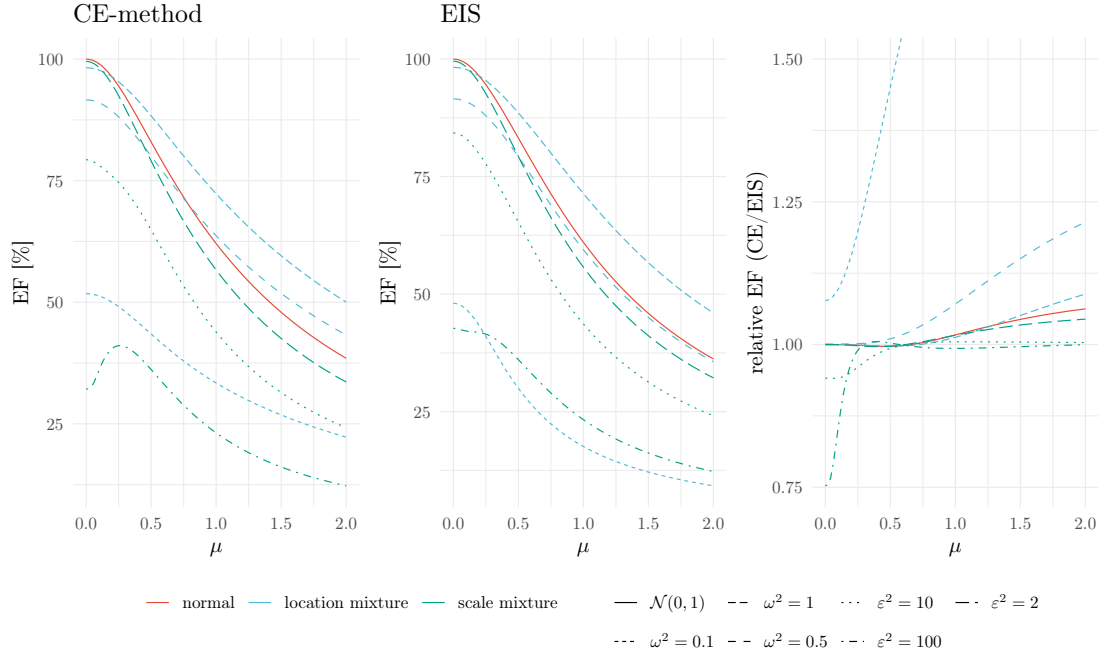 CE-method
EIS
EF [%]
100
75
50
25
0.0 0.5 1.0 1.5 2.0
μ
EF [%]
100
75
50
25
0.0 0.5 1.0 1.5 2.0
μ
relative EF (CE/EIS)
1.50
1.25
1.00
0.75
0.0 0.5 1.0 1.5 2.0
μ
normal location mixture scale mixture
𝒩(0, 1) ω² = 1 ε² = 10 ε² = 2
ω² = 0.1 ω² = 0.5 ε² = 100